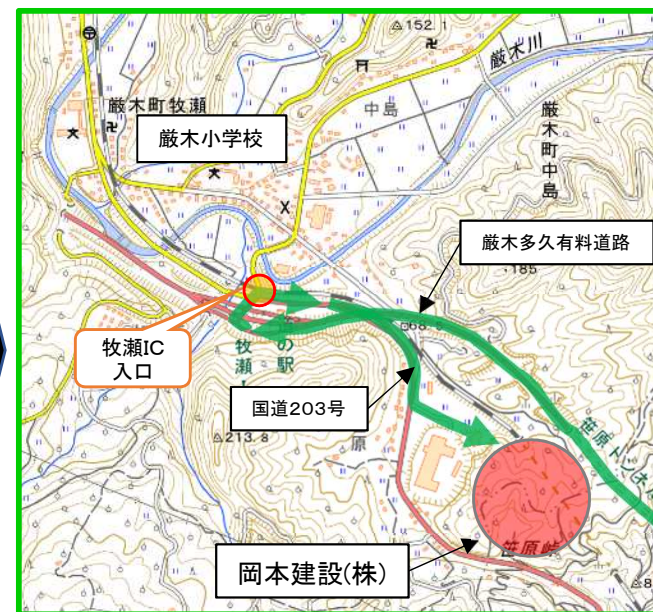 152.1
厳木川
厳木町牧瀬
中島
厳木小学校
厳木町中島
厳木多久有料道路
185
68.
牧瀬IC
入口
の駅
牧瀬
国道203号
213.8
原
笹原トンネル
笹原峠
岡本建設(株)